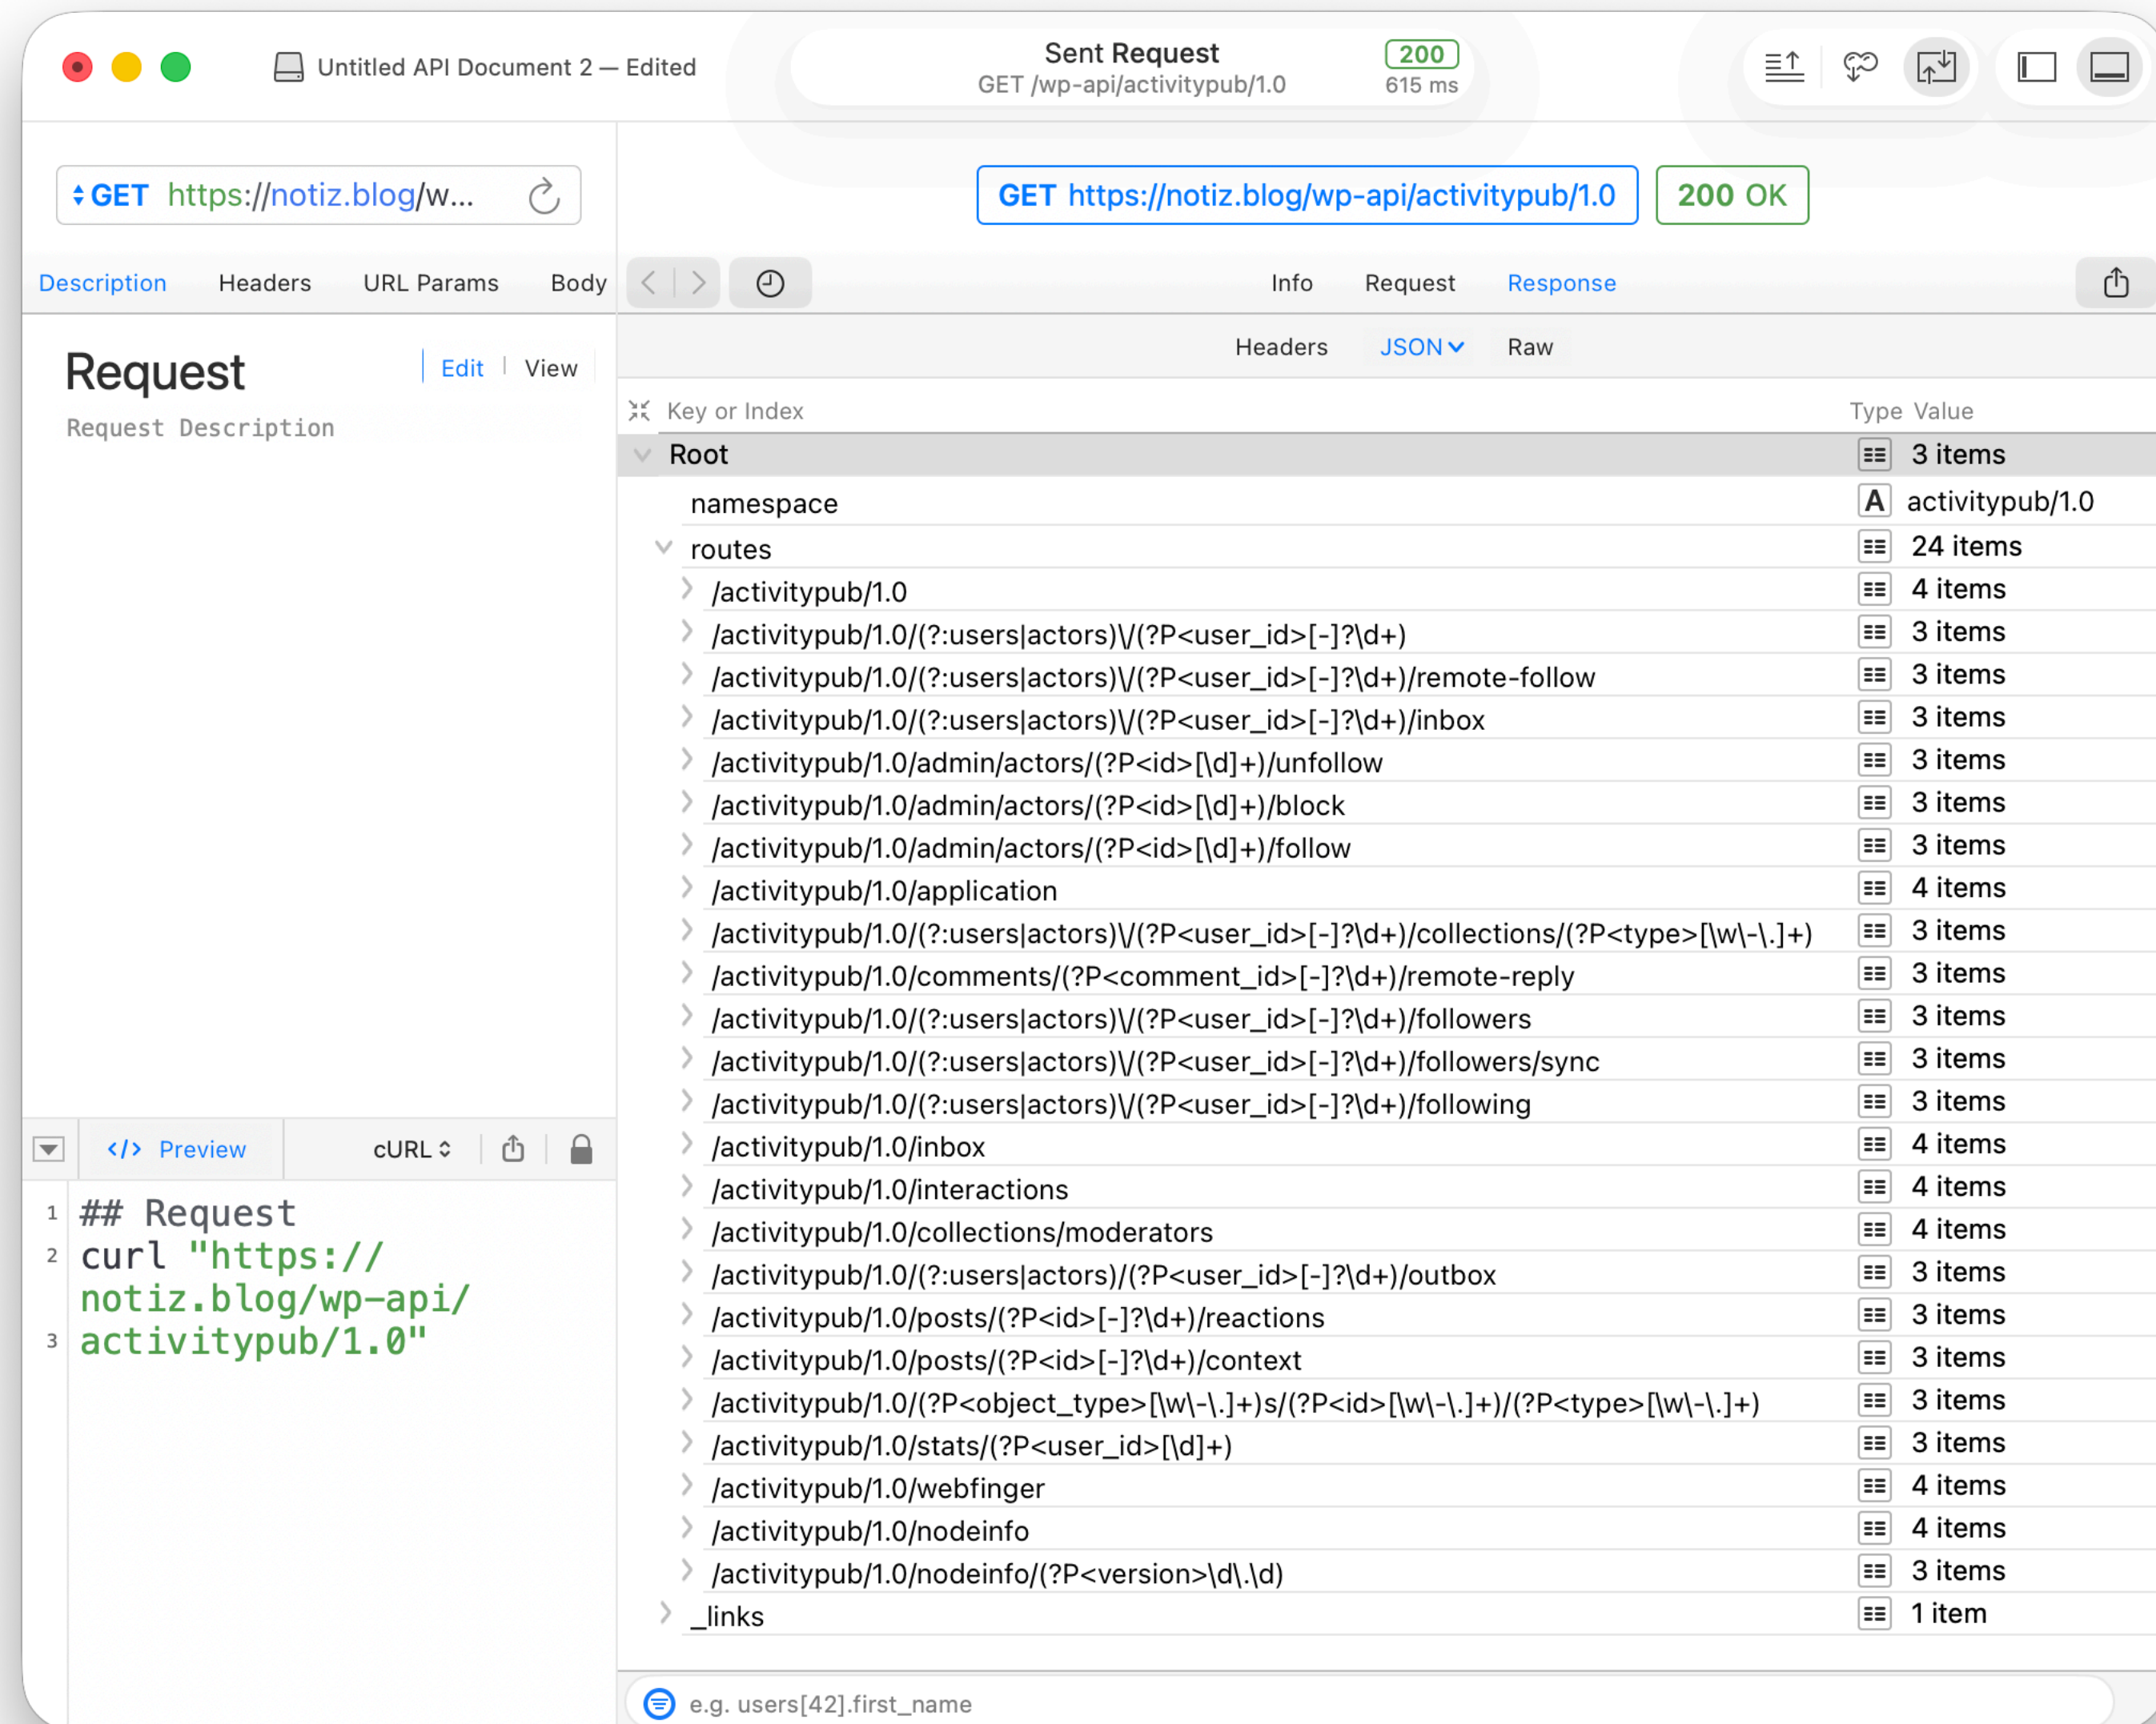 Untitled API Document 2 — Edited
Sent Request
GET /wp-api/activitypub/1.0
200
615 ms
GET https://notiz.blog/w...
GET https://notiz.blog/wp-api/activitypub/1.0
200 OK
Description Headers URL Params Body
Info Request Response
Request
Edit View
Request Description
Headers JSON Raw
Key or Index Type Value
Root 3 items
namespace A activitypub/1.0
routes 24 items
/activitypub/1.0 4 items
/activitypub/1.0/(?:users|actors)\/(?P<user_id>[-]?\d+) 3 items
/activitypub/1.0/(?:users|actors)\/(?P<user_id>[-]?\d+)/remote-follow 3 items
/activitypub/1.0/(?:users|actors)\/(?P<user_id>[-]?\d+)/inbox 3 items
/activitypub/1.0/admin/actors/(?P<id>[\d]+)/unfollow 3 items
/activitypub/1.0/admin/actors/(?P<id>[\d]+)/block 3 items
/activitypub/1.0/admin/actors/(?P<id>[\d]+)/follow 3 items
/activitypub/1.0/application 4 items
/activitypub/1.0/(?:users|actors)\/(?P<user_id>[-]?\d+)/collections/(?P<type>[\w\-\.]+) 3 items
/activitypub/1.0/comments/(?P<comment_id>[-]?\d+)/remote-reply 3 items
/activitypub/1.0/(?:users|actors)\/(?P<user_id>[-]?\d+)/followers 3 items
/activitypub/1.0/(?:users|actors)\/(?P<user_id>[-]?\d+)/followers/sync 3 items
/activitypub/1.0/(?:users|actors)\/(?P<user_id>[-]?\d+)/following 3 items
/activitypub/1.0/inbox 4 items
/activitypub/1.0/interactions 4 items
/activitypub/1.0/collections/moderators 4 items
/activitypub/1.0/(?:users|actors)/(?P<user_id>[-]?\d+)/outbox 3 items
/activitypub/1.0/posts/(?P<id>[-]?\d+)/reactions 3 items
/activitypub/1.0/posts/(?P<id>[-]?\d+)/context 3 items
/activitypub/1.0/(?P<object_type>[\w\-\.]+)s/(?P<id>[\w\-\.]+)/(?P<type>[\w\-\.]+) 3 items
/activitypub/1.0/stats/(?P<user_id>[\d]+) 3 items
/activitypub/1.0/webfinger 4 items
/activitypub/1.0/nodeinfo 4 items
/activitypub/1.0/nodeinfo/(?P<version>\d\.\d) 3 items
_links 1 item
</> Preview cURL
1 ## Request
2 curl "https://
notiz.blog/wp-api/
3 activitypub/1.0"
e.g. users[42].first_name